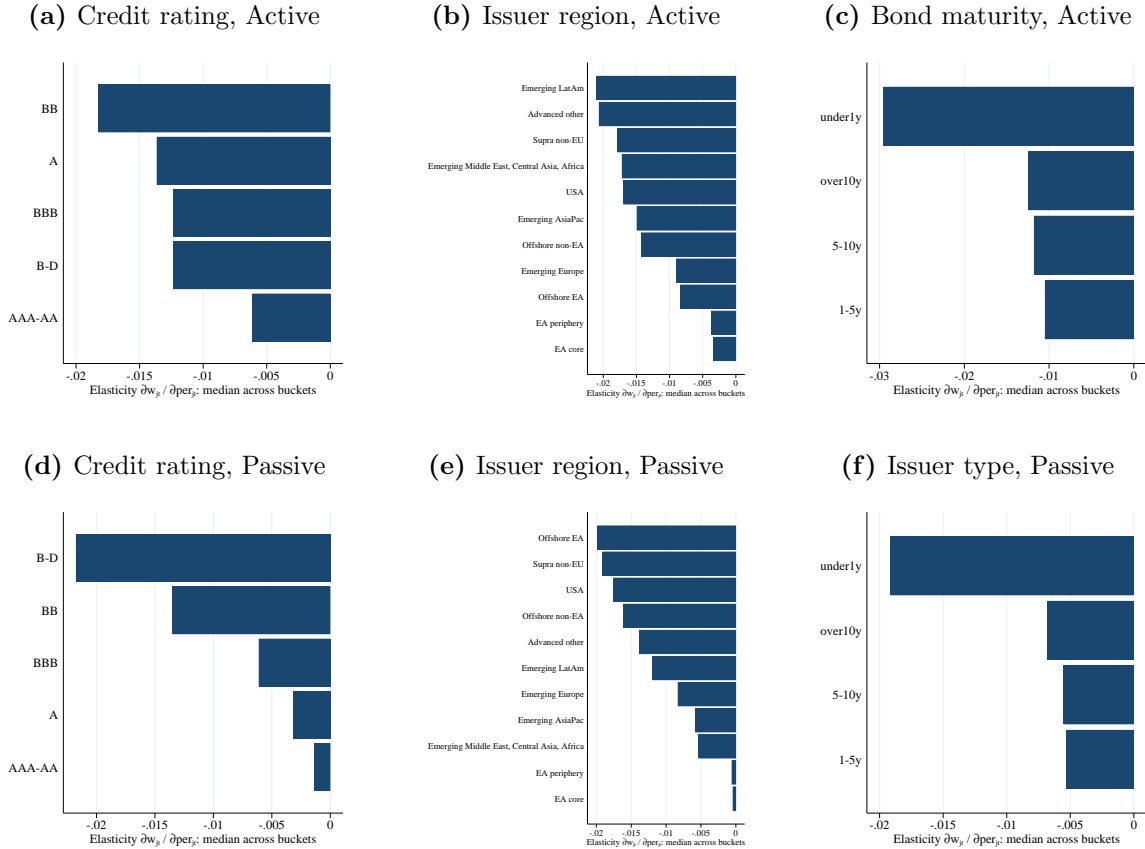 (a) Credit rating, Active
BB
A
BBB
B-D
AAA-AA
-.02 -.015 -.01 -.005 0
Elasticity ∂w_jt / ∂per_jt: median across buckets
(b) Issuer region, Active
Emerging LatAm
Advanced other
Supra non-EU
Emerging Middle East, Central Asia, Africa
USA
Emerging AsiaPac
Offshore non-EA
Emerging Europe
Offshore EA
EA periphery
EA core
-.02 -.015 -.01 -.005 0
Elasticity ∂w_jt / ∂per_jt: median across buckets
(c) Bond maturity, Active
under1y
over10y
5-10y
1-5y
-.03 -.02 -.01 0
Elasticity ∂w_jt / ∂per_jt: median across buckets
(d) Credit rating, Passive
B-D
BB
BBB
A
AAA-AA
-.02 -.015 -.01 -.005 0
Elasticity ∂w_jt / ∂per_jt: median across buckets
(e) Issuer region, Passive
Offshore EA
Supra non-EU
USA
Offshore non-EA
Advanced other
Emerging LatAm
Emerging Europe
Emerging AsiaPac
Emerging Middle East, Central Asia, Africa
EA periphery
EA core
-.02 -.015 -.01 -.005 0
Elasticity ∂w_jt / ∂per_jt: median across buckets
(f) Issuer type, Passive
under1y
over10y
5-10y
1-5y
-.02 -.015 -.01 -.005 0
Elasticity ∂w_jt / ∂per_jt: median across buckets